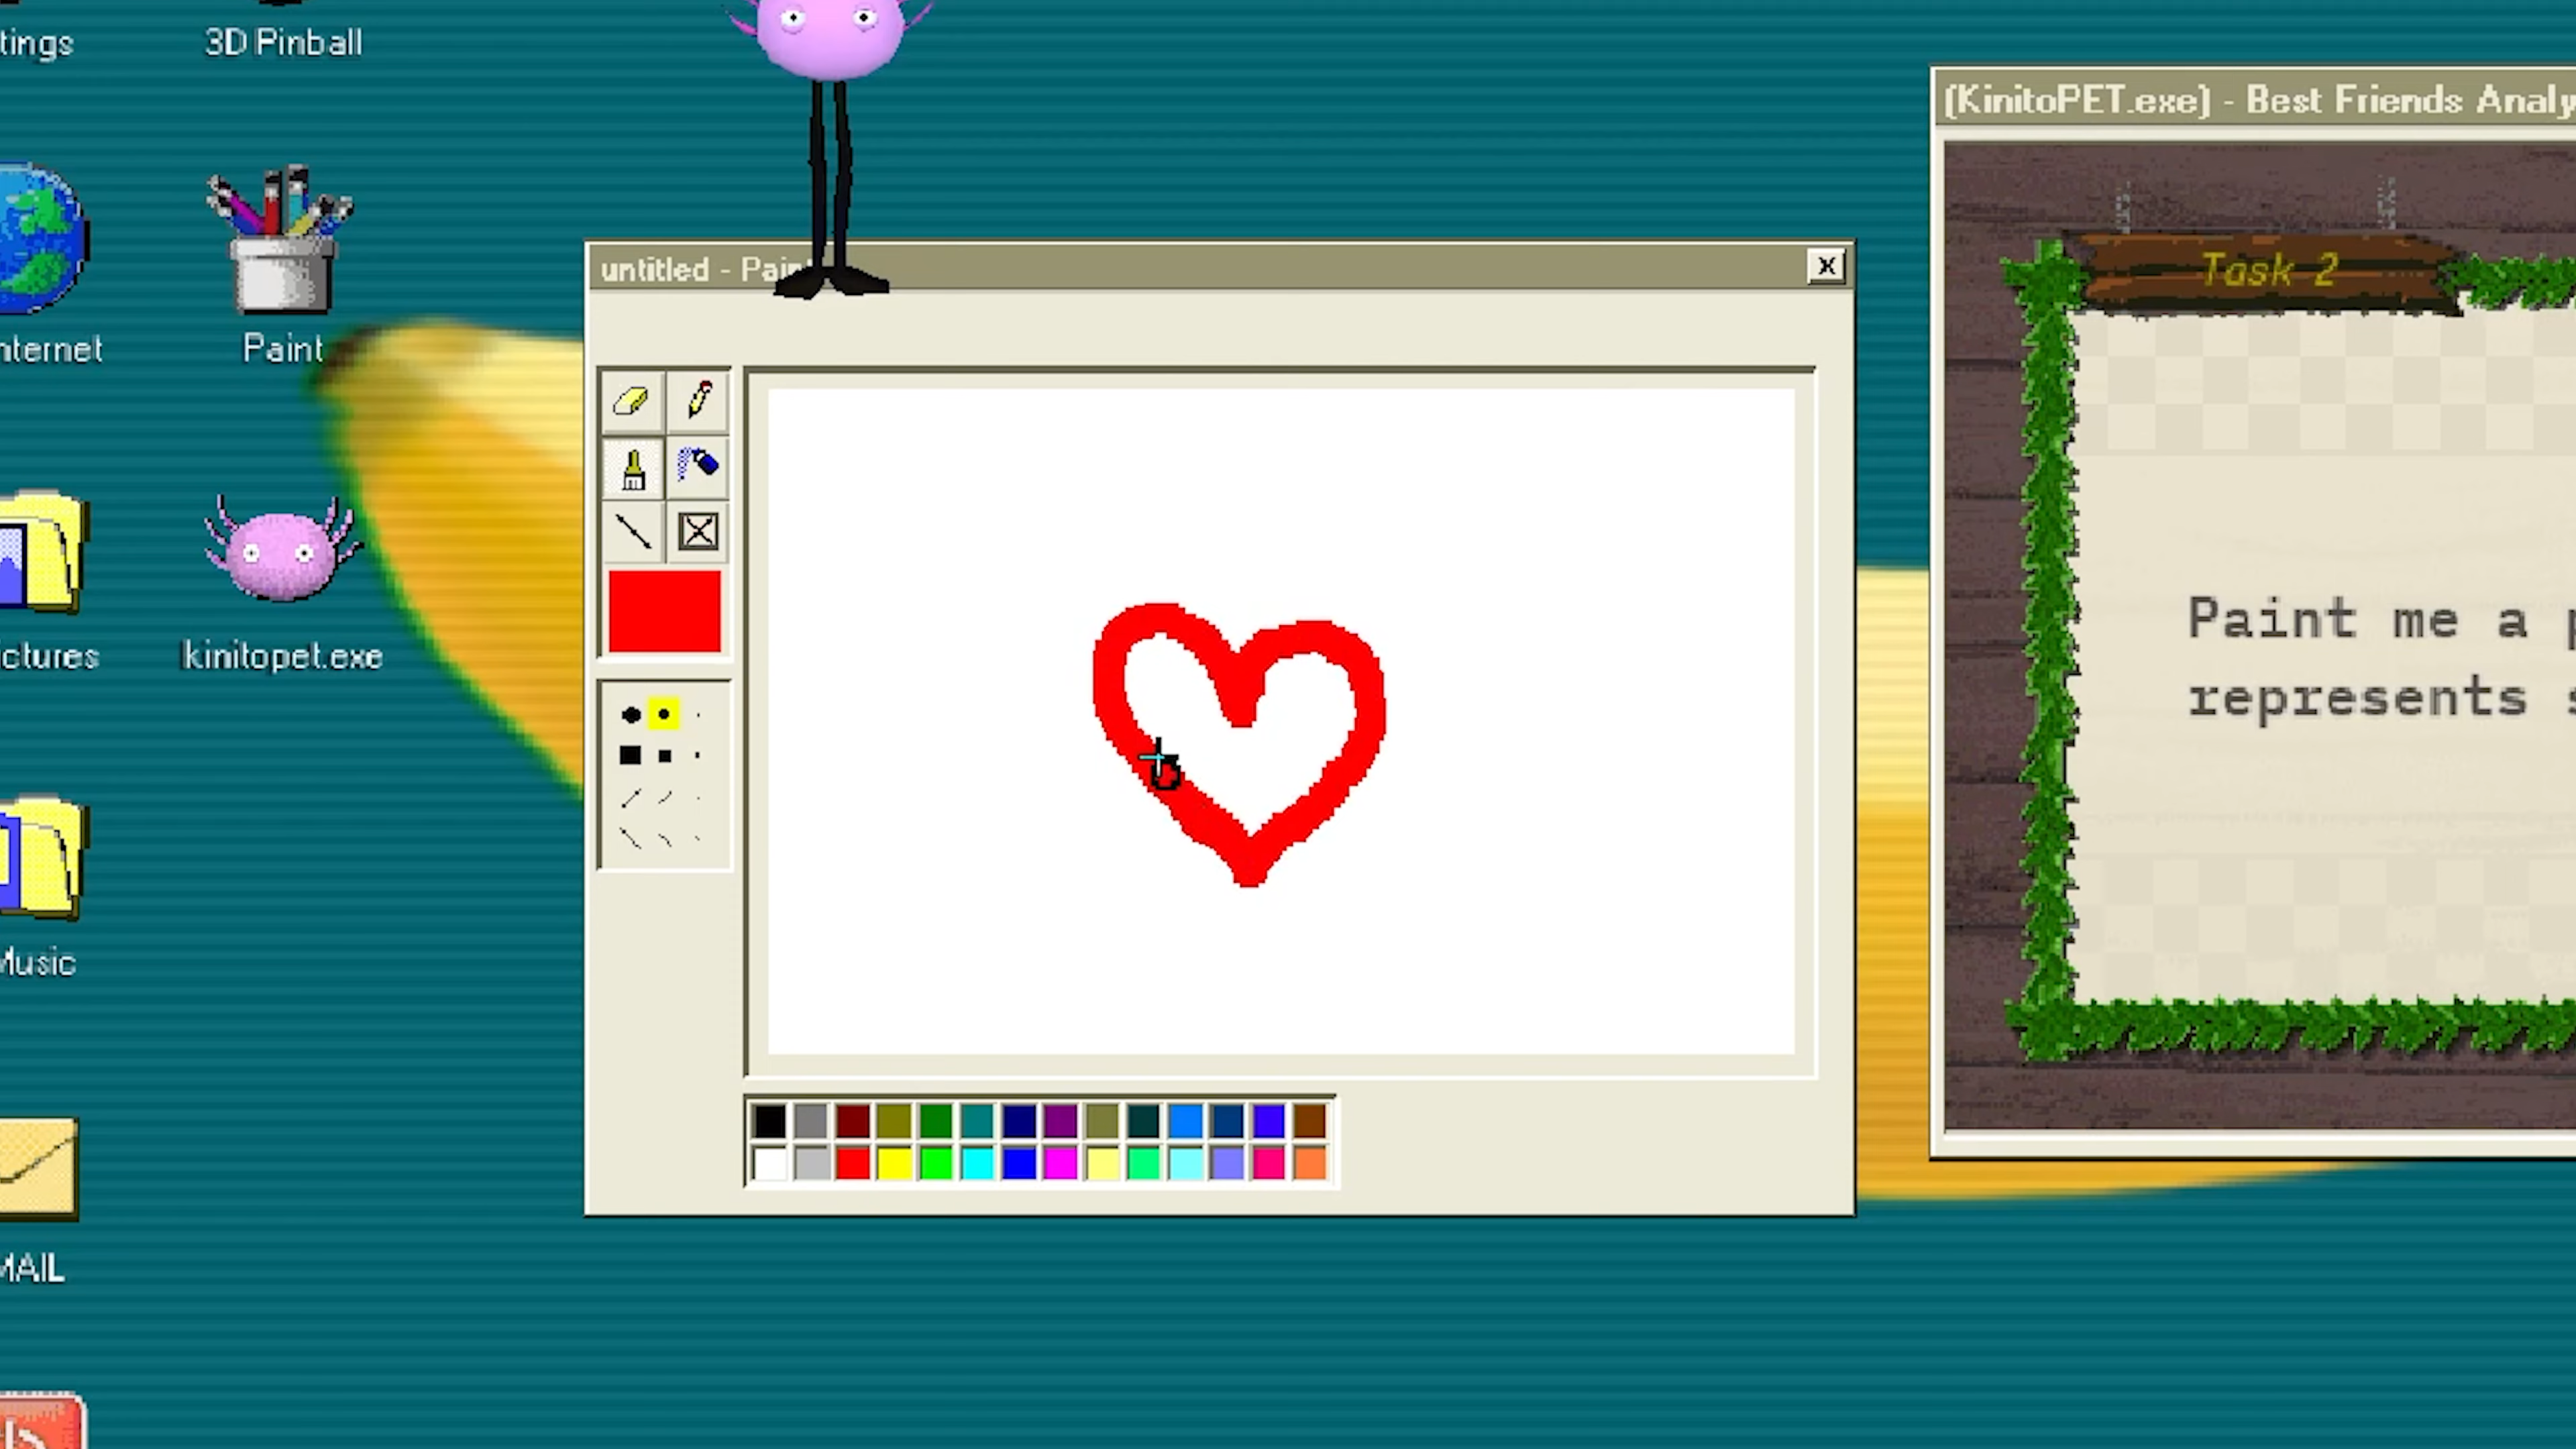 tings
3D Pinball
nternet
Paint
ctures
kinitopet.exe
Music
MAIL
untitled - Pain
X
(KinitoPET.exe) - Best Friends Analy
Task 2
Paint me a p
represents s